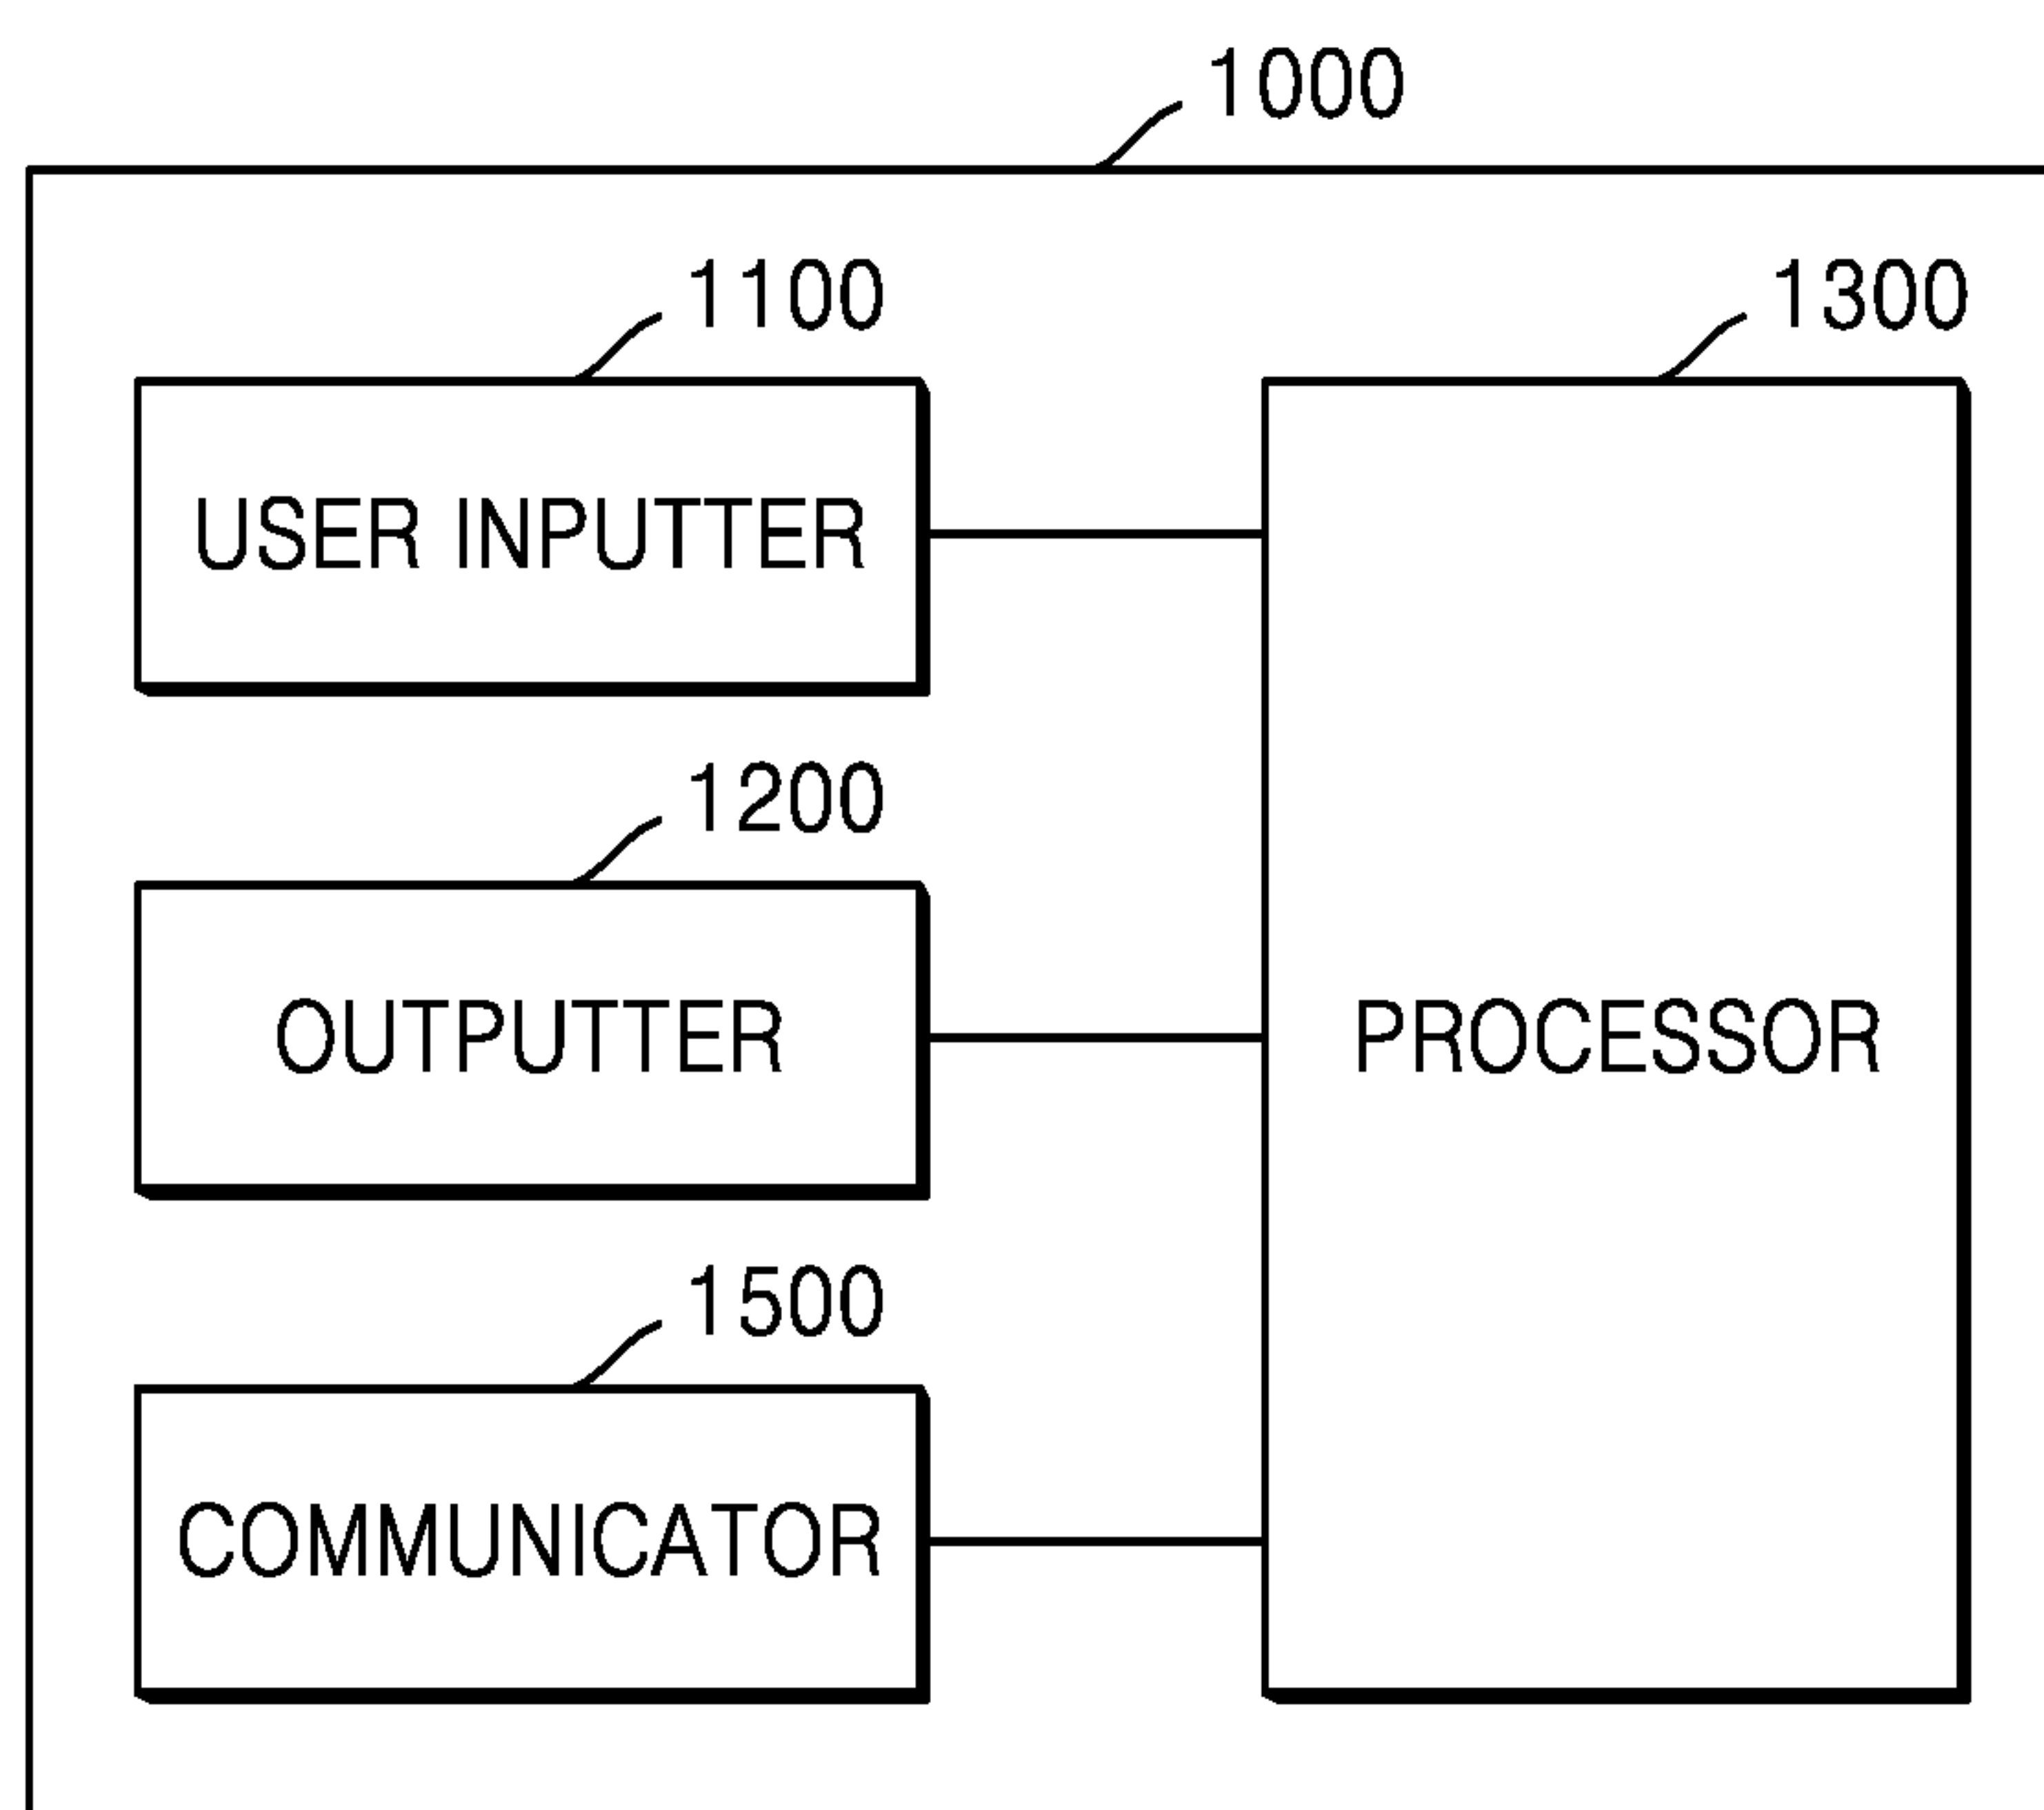 1000
1100
1300
USER INPUTTER
1200
OUTPUTTER
PROCESSOR
1500
COMMUNICATOR